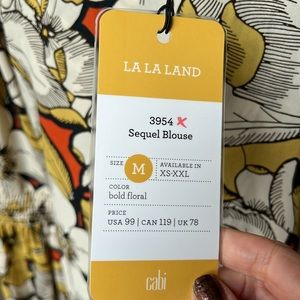 LA LA LAND
3954 X
Sequel Blouse
SIZE
M
AVAILABLE IN
XS-XXL
COLOR
bold floral
PRICE
USA 99 | CAN 119 | UK 78
cabi